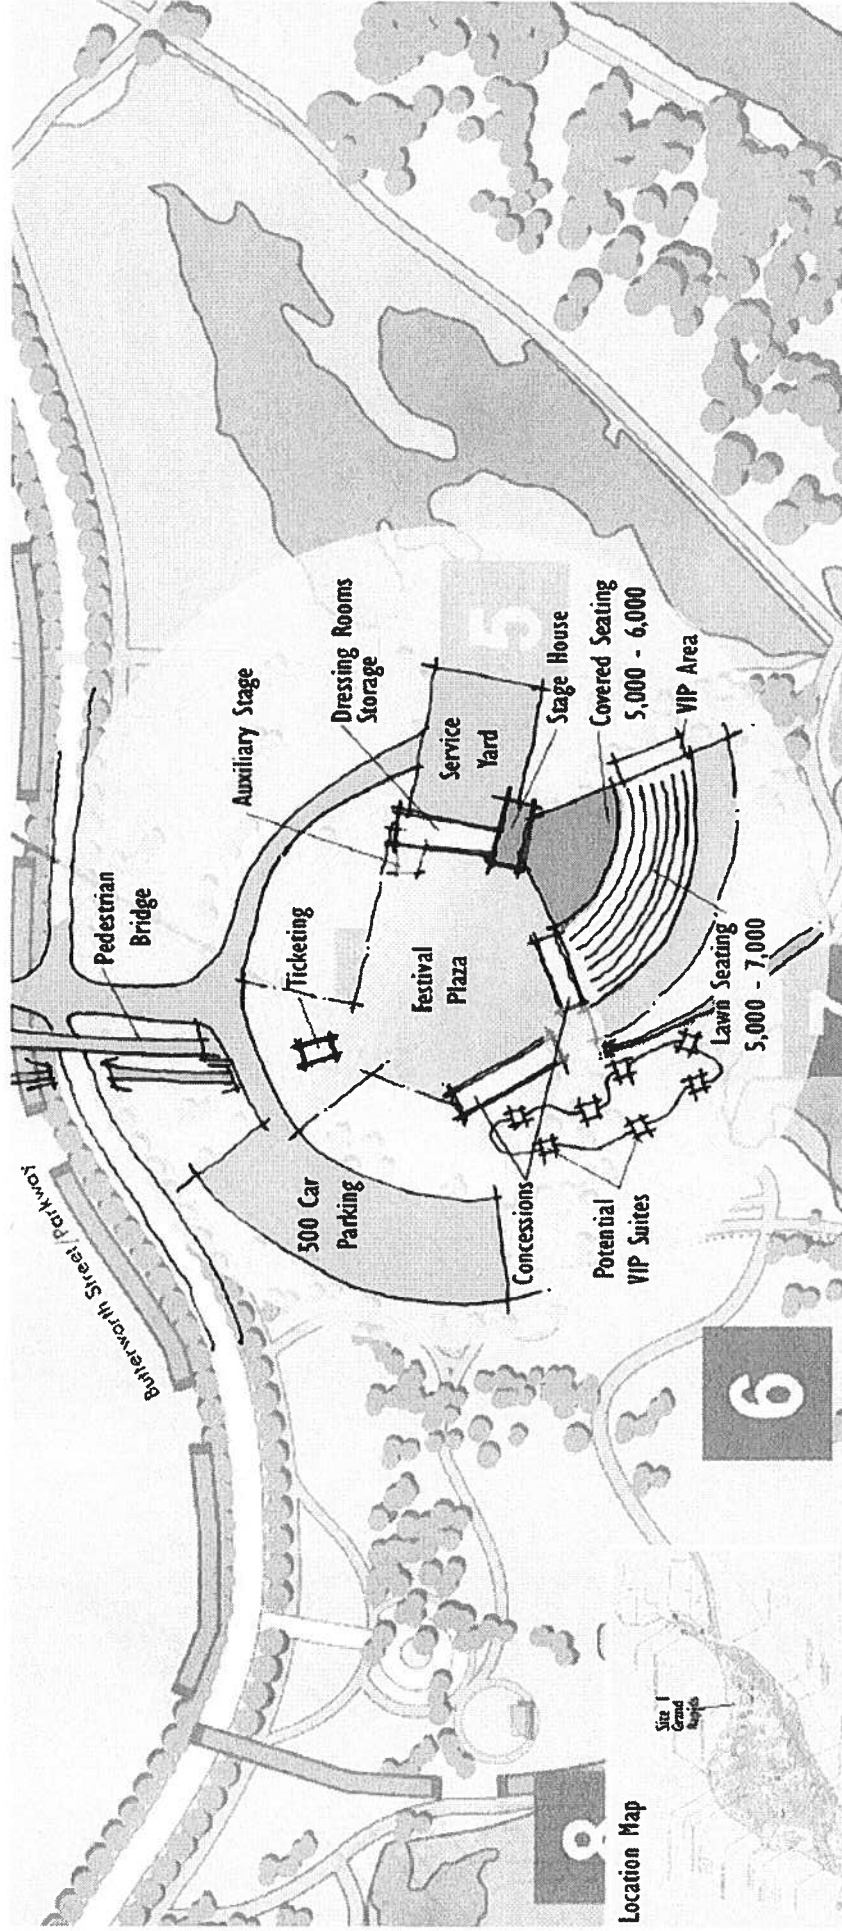 Butterworth Street/Parkway
Pedestrian
Bridge
Auxiliary Stage
Ticketing
Dressing Rooms
Storage
500 Car
Parking
Festival
Plaza
Service
Yard
5
Stage House
Covered Seating
5,000 - 6,000
VIP Area
Concessions
Potential
VIP Suites
Lawn Seating
5,000 - 7,000
7
6
8
Location Map
Site 1
Grand
Rapids